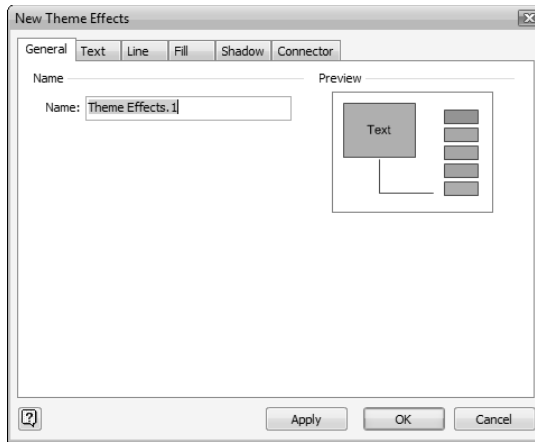 New Theme Effects
General Text Line Fill Shadow Connector
Name Preview
Name: Theme Effects.1
Text
Apply OK Cancel